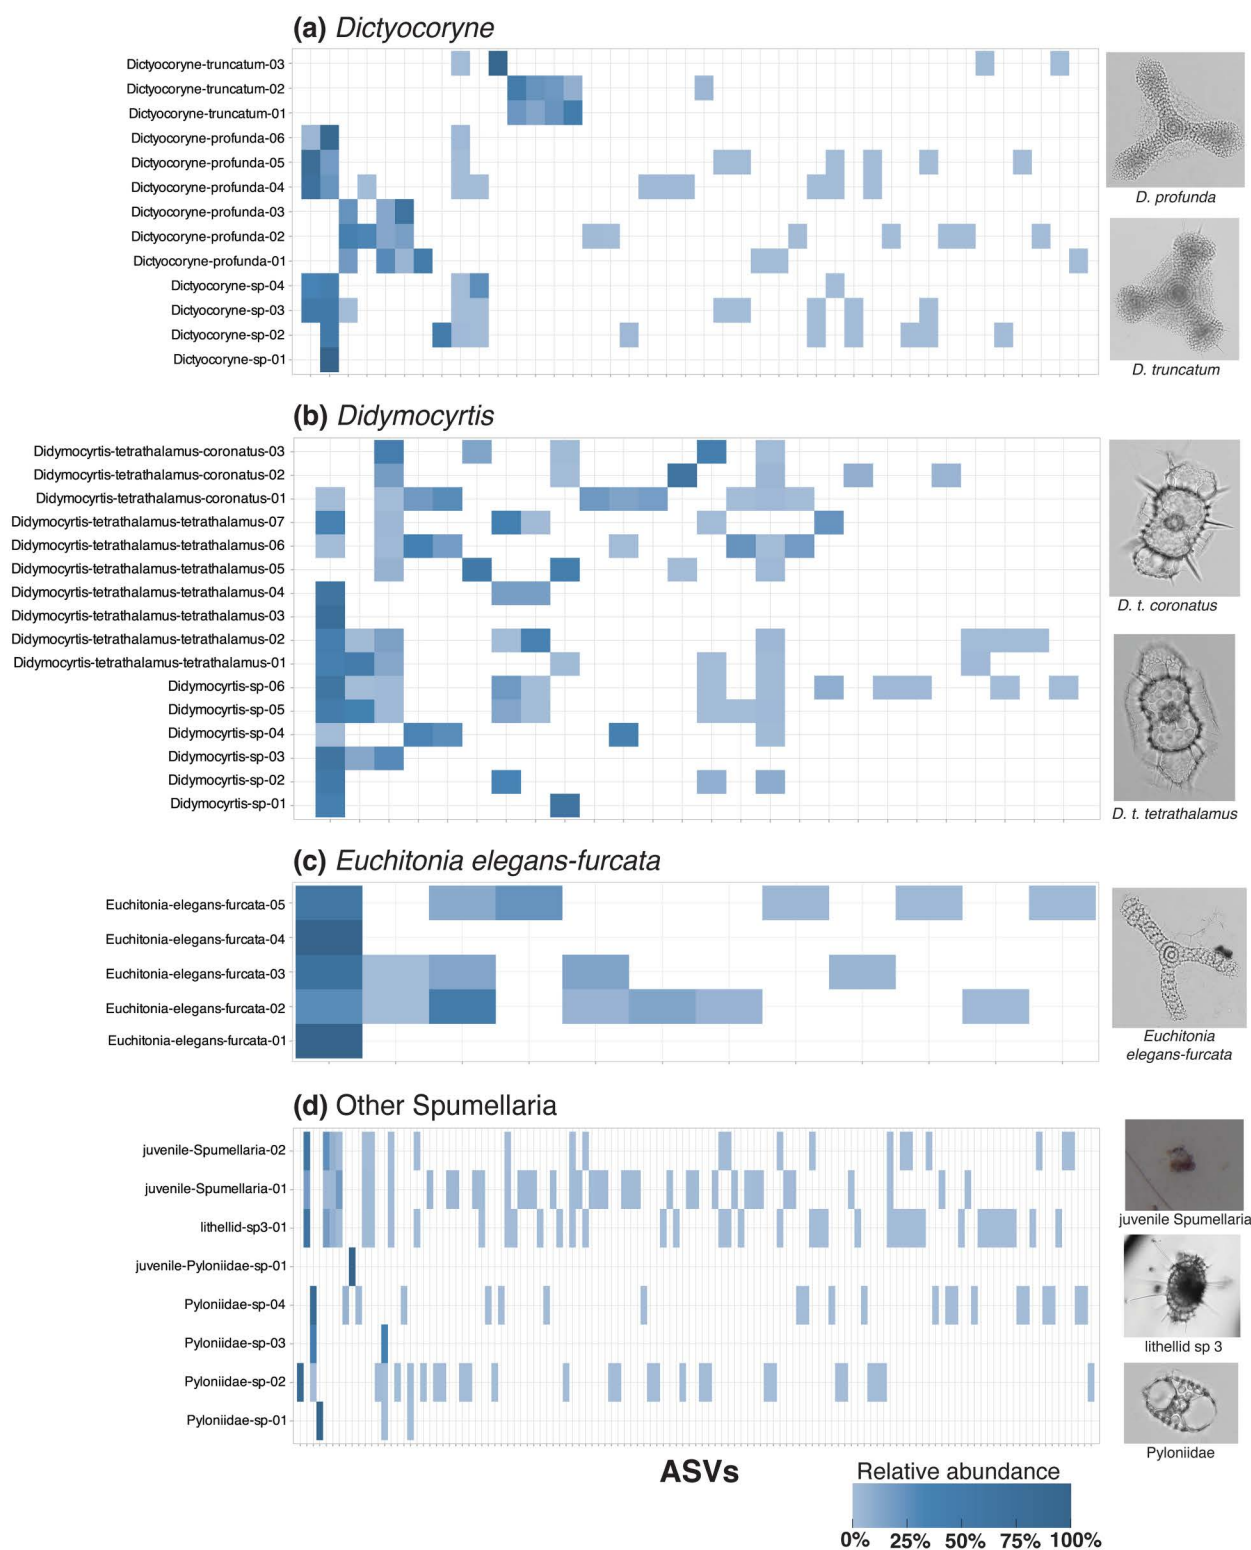 (a) Dictyocoryne
Dictyocoryne-truncatum-03
Dictyocoryne-truncatum-02
Dictyocoryne-truncatum-01
Dictyocoryne-profunda-06
Dictyocoryne-profunda-05
Dictyocoryne-profunda-04
Dictyocoryne-profunda-03
Dictyocoryne-profunda-02
Dictyocoryne-profunda-01
Dictyocoryne-sp-04
Dictyocoryne-sp-03
Dictyocoryne-sp-02
Dictyocoryne-sp-01
D. profunda
D. truncatum
(b) Didymocyrtis
Didymocyrtis-tetrathalamus-coronatus-03
Didymocyrtis-tetrathalamus-coronatus-02
Didymocyrtis-tetrathalamus-coronatus-01
Didymocyrtis-tetrathalamus-tetrathalamus-07
Didymocyrtis-tetrathalamus-tetrathalamus-06
Didymocyrtis-tetrathalamus-tetrathalamus-05
Didymocyrtis-tetrathalamus-tetrathalamus-04
Didymocyrtis-tetrathalamus-tetrathalamus-03
Didymocyrtis-tetrathalamus-tetrathalamus-02
Didymocyrtis-tetrathalamus-tetrathalamus-01
Didymocyrtis-sp-06
Didymocyrtis-sp-05
Didymocyrtis-sp-04
Didymocyrtis-sp-03
Didymocyrtis-sp-02
Didymocyrtis-sp-01
D. t. coronatus
D. t. tetrathalamus
(c) Euchitonia elegans-furcata
Euchitonia-elegans-furcata-05
Euchitonia-elegans-furcata-04
Euchitonia-elegans-furcata-03
Euchitonia-elegans-furcata-02
Euchitonia-elegans-furcata-01
Euchitonia
elegans-furcata
(d) Other Spumellaria
juvenile-Spumellaria-02
juvenile-Spumellaria-01
lithellid-sp3-01
juvenile-Pyloniidae-sp-01
Pyloniidae-sp-04
Pyloniidae-sp-03
Pyloniidae-sp-02
Pyloniidae-sp-01
juvenile Spumellaria
lithellid sp 3
Pyloniidae
ASVs
Relative abundance
0% 25% 50% 75% 100%